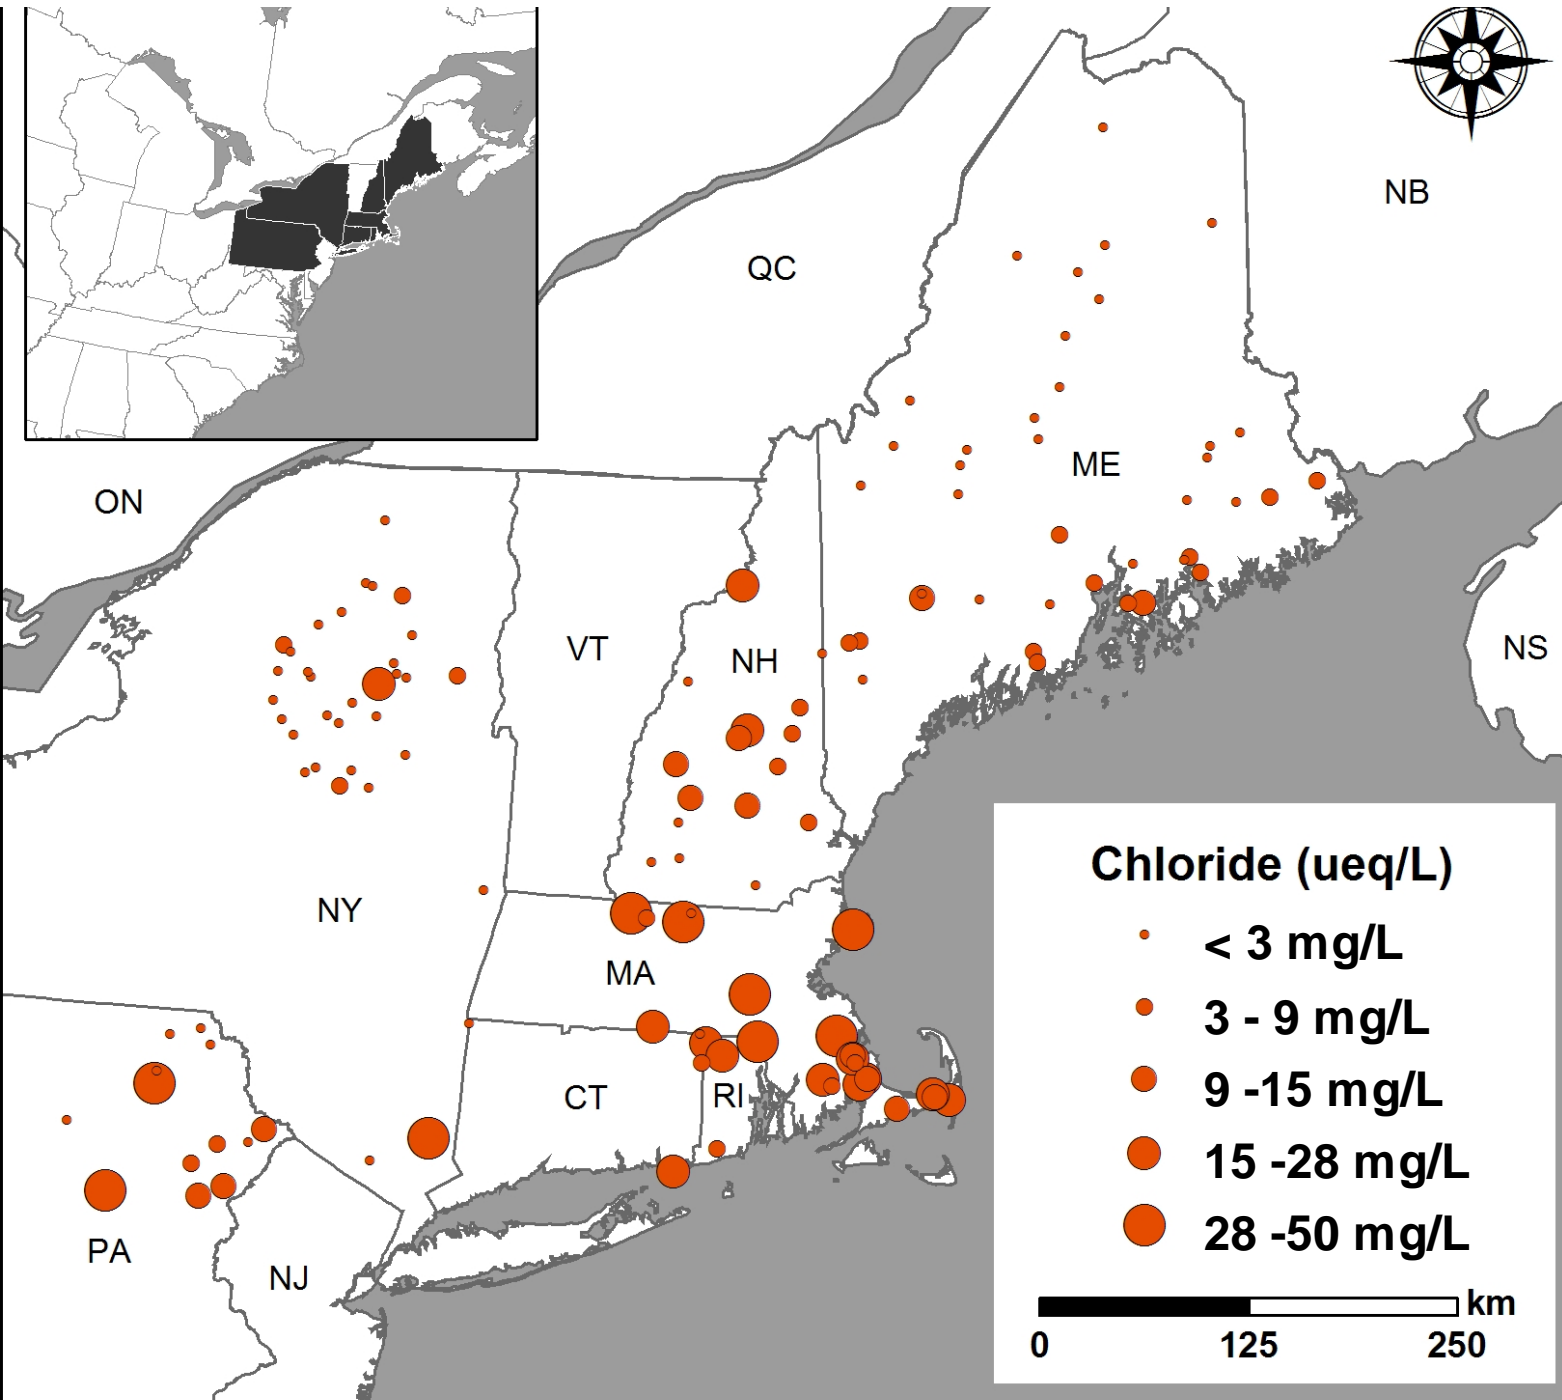 NB
QC
ME
ON
VT
NH
NS
NY
MA
CT
RI
PA
NJ
Chloride (ueq/L)
< 3 mg/L
3 - 9 mg/L
9 -15 mg/L
15 -28 mg/L
28 -50 mg/L
km
0 125 250